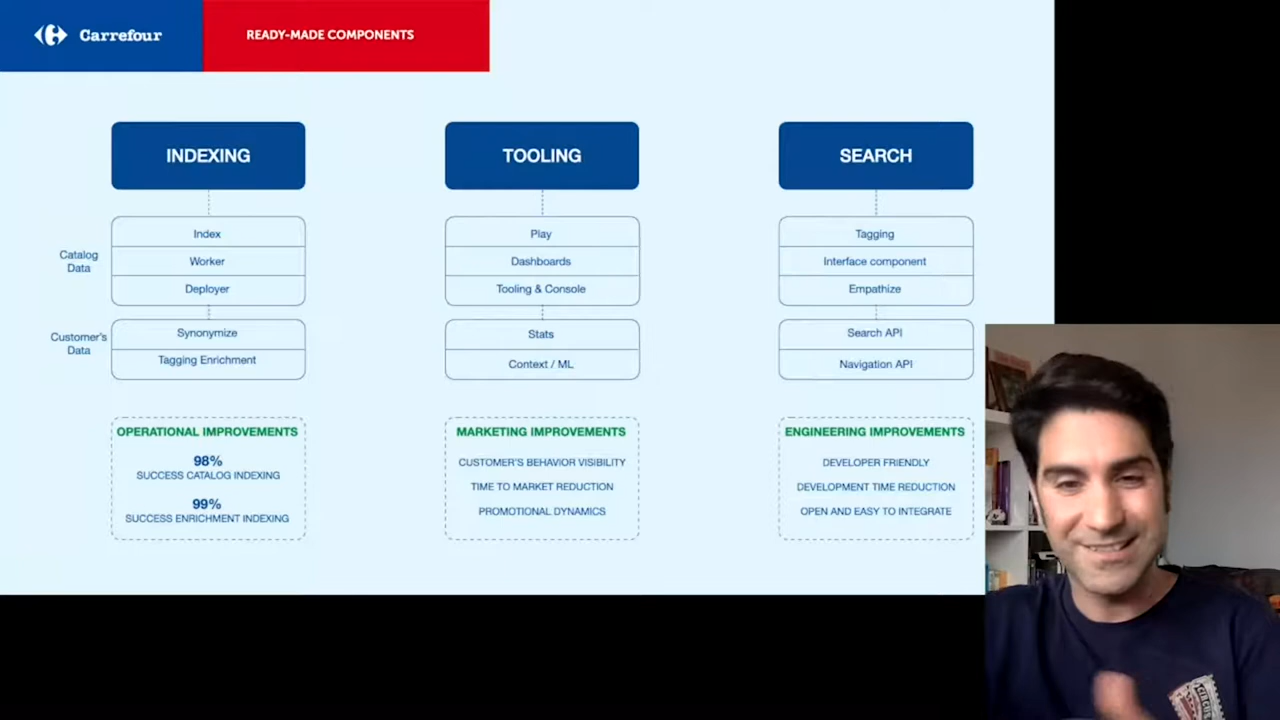 Carrefour
READY-MADE COMPONENTS
INDEXING
TOOLING
SEARCH
Catalog
Data
Index
Worker
Deployer
Play
Dashboards
Tooling & Console
Tagging
Interface component
Empathize
Customer's
Data
Synonymize
Tagging Enrichment
Stats
Context / ML
Search API
Navigation API
OPERATIONAL IMPROVEMENTS
98%
SUCCESS CATALOG INDEXING
99%
SUCCESS ENRICHMENT INDEXING
MARKETING IMPROVEMENTS
CUSTOMER'S BEHAVIOR VISIBILITY
TIME TO MARKET REDUCTION
PROMOTIONAL DYNAMICS
ENGINEERING IMPROVEMENTS
DEVELOPER FRIENDLY
DEVELOPMENT TIME REDUCTION
OPEN AND EASY TO INTEGRATE